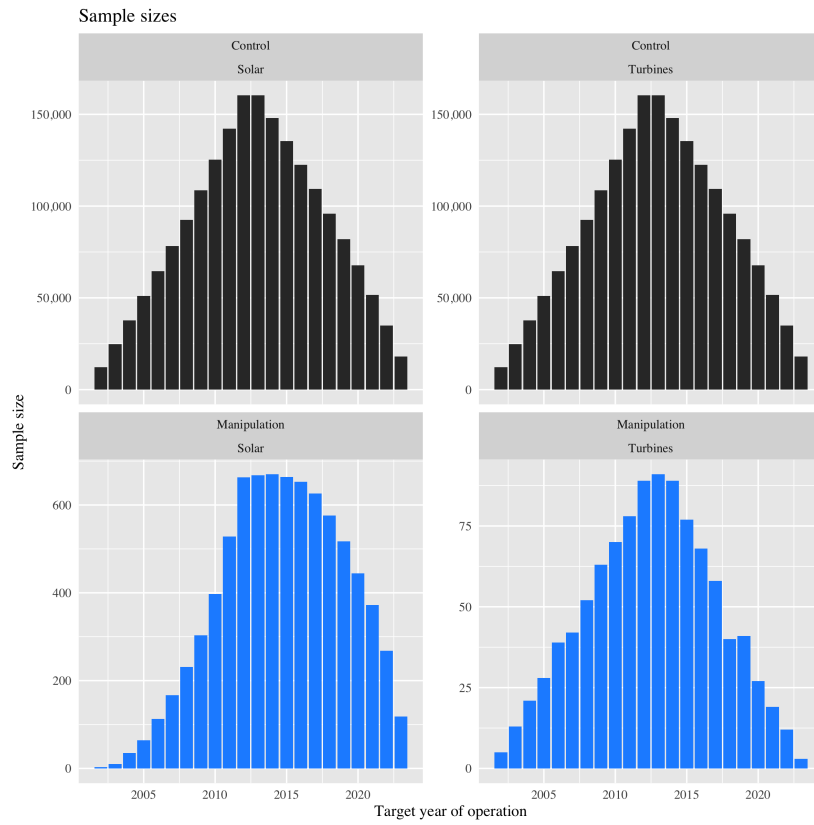 Sample sizes
Control
Solar
Control
Turbines
150,000
100,000
50,000
0
150,000
100,000
50,000
0
Sample size
Manipulation
Solar
Manipulation
Turbines
600
400
200
0
75
50
25
0
2005 2010 2015 2020
2005 2010 2015 2020
Target year of operation